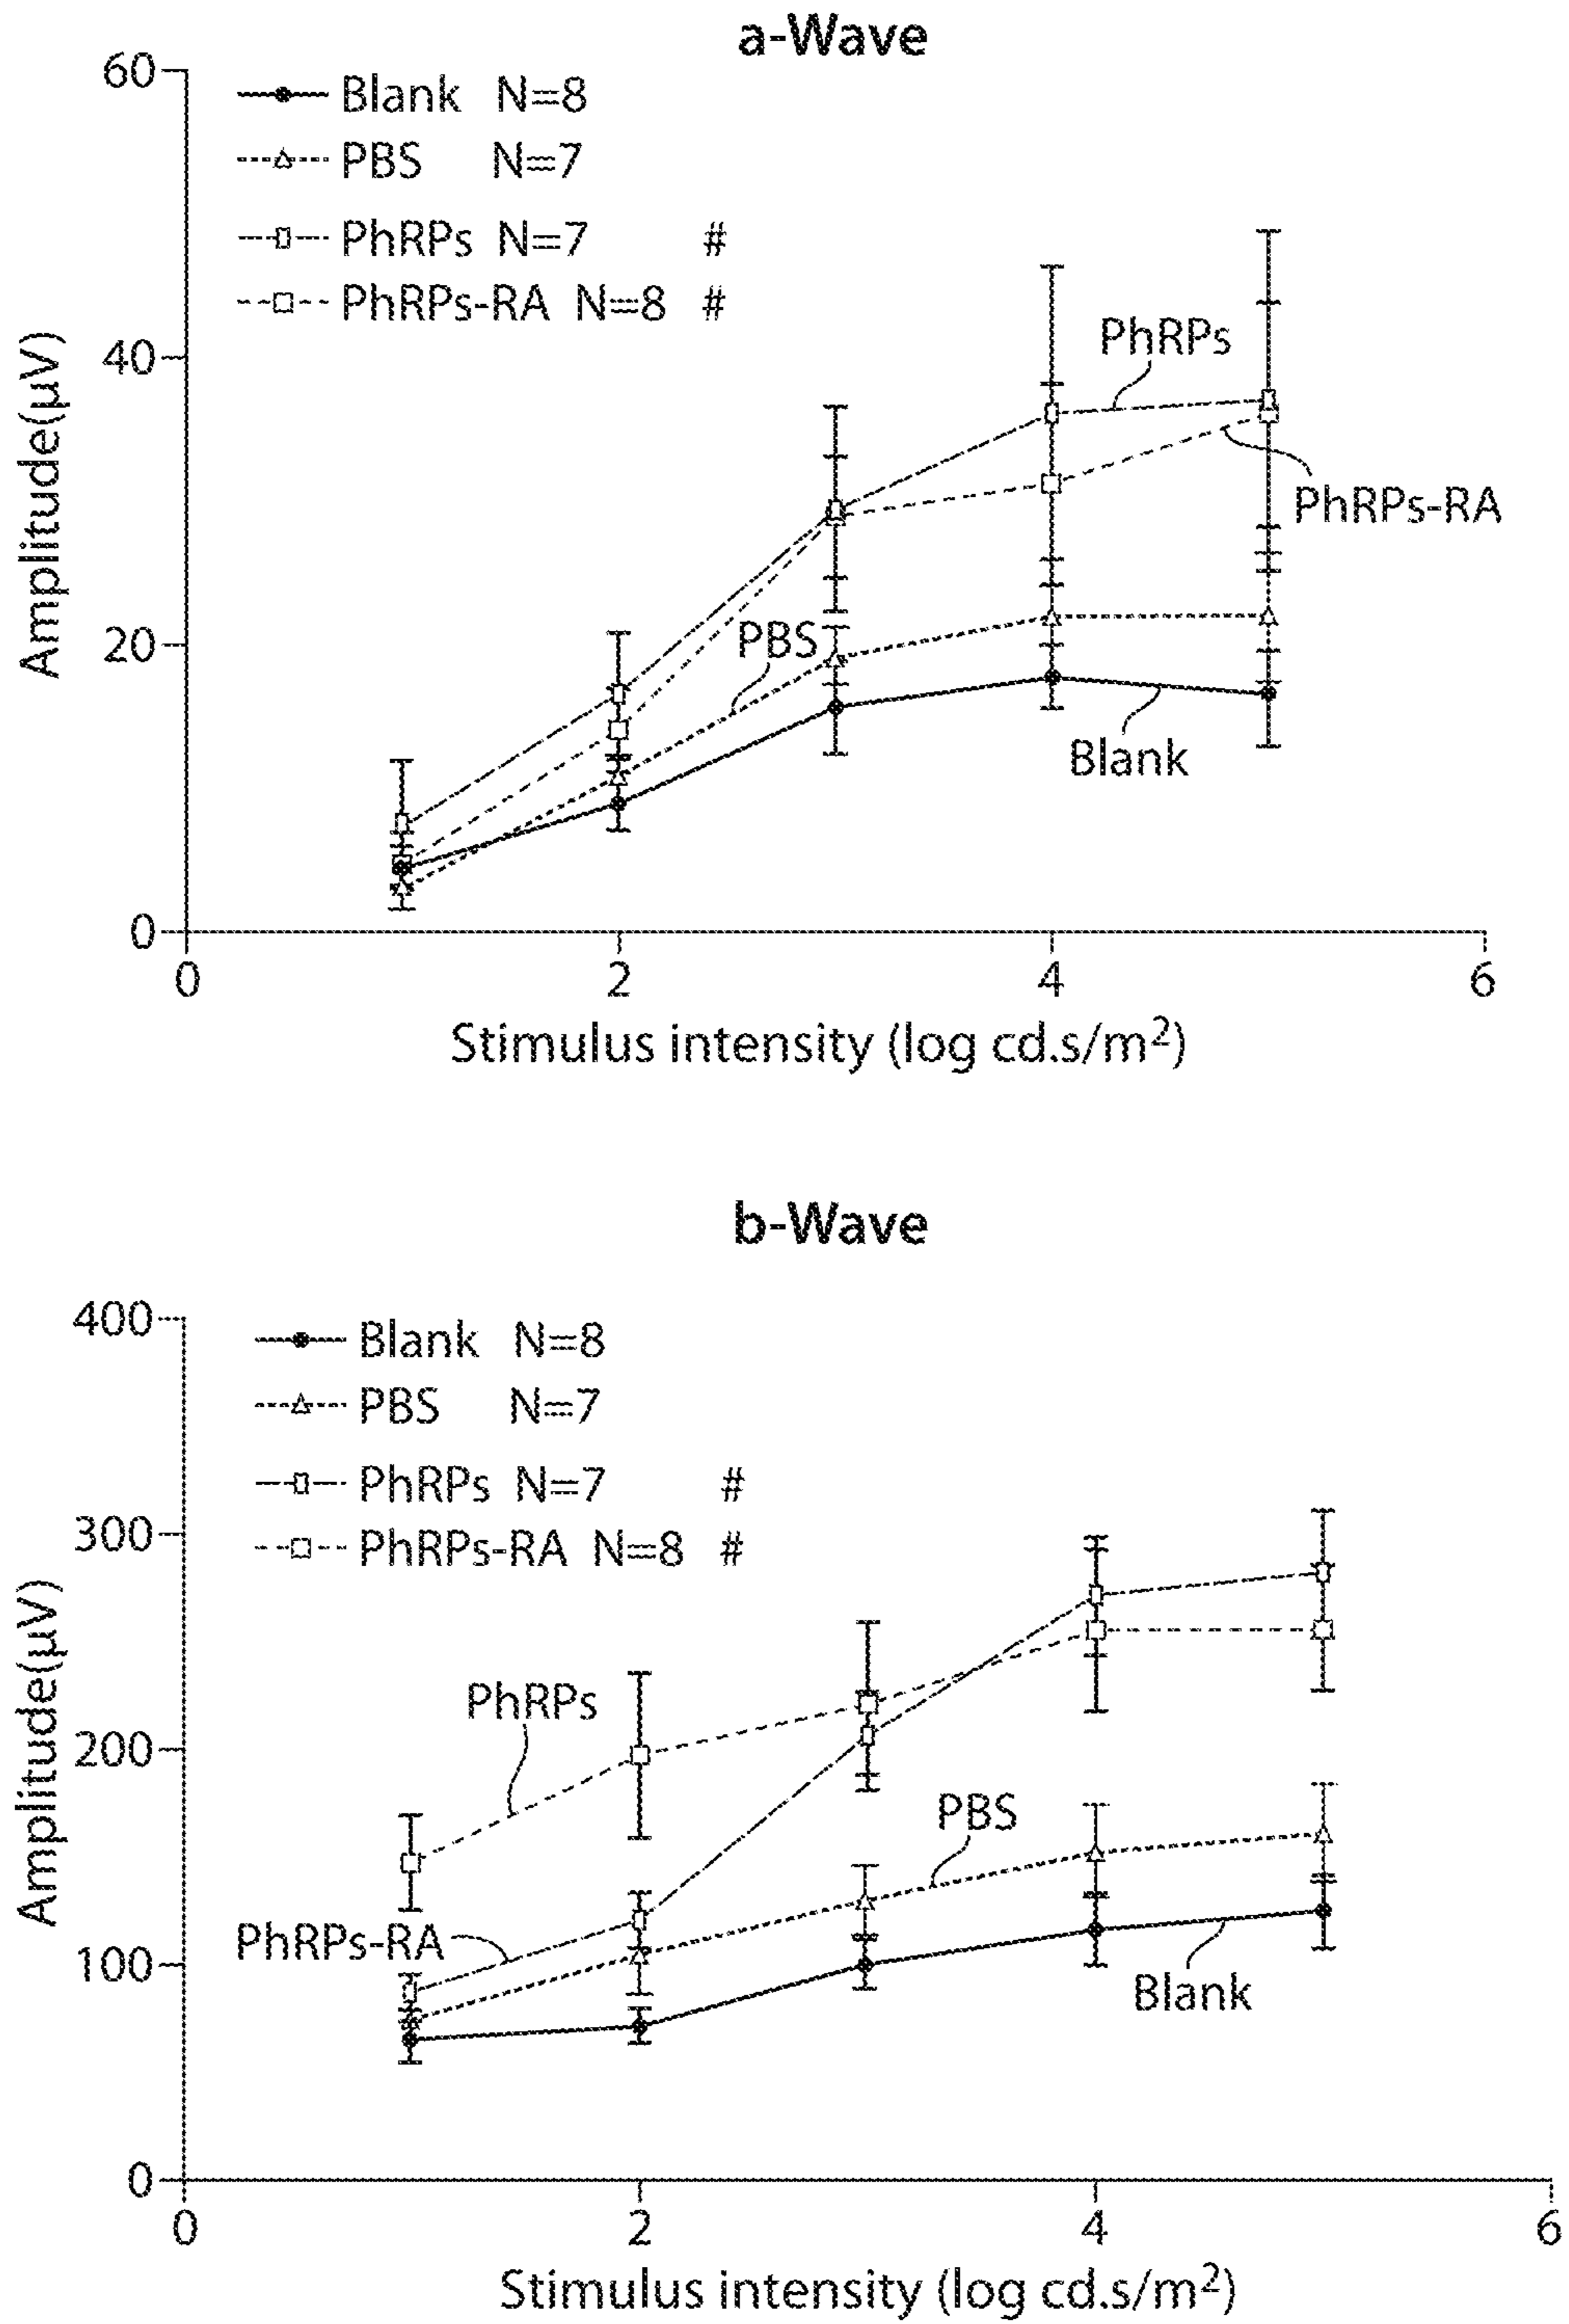 a-Wave
60
Blank N=8
PBS N=7
PhRPs N=7 #
PhRPs-RA N=8 #
PhRPs
40
PhRPs-RA
Amplitude(µV)
PBS
20
Blank
0
0 2 4 6
Stimulus intensity (log cd.s/m²)
b-Wave
400
Blank N=8
PBS N=7
PhRPs N=7 #
300
PhRPs-RA N=8 #
PhRPs
Amplitude(µV)
200
PBS
PhRPs-RA
100
Blank
0
0 2 4 6
Stimulus intensity (log cd.s/m²)